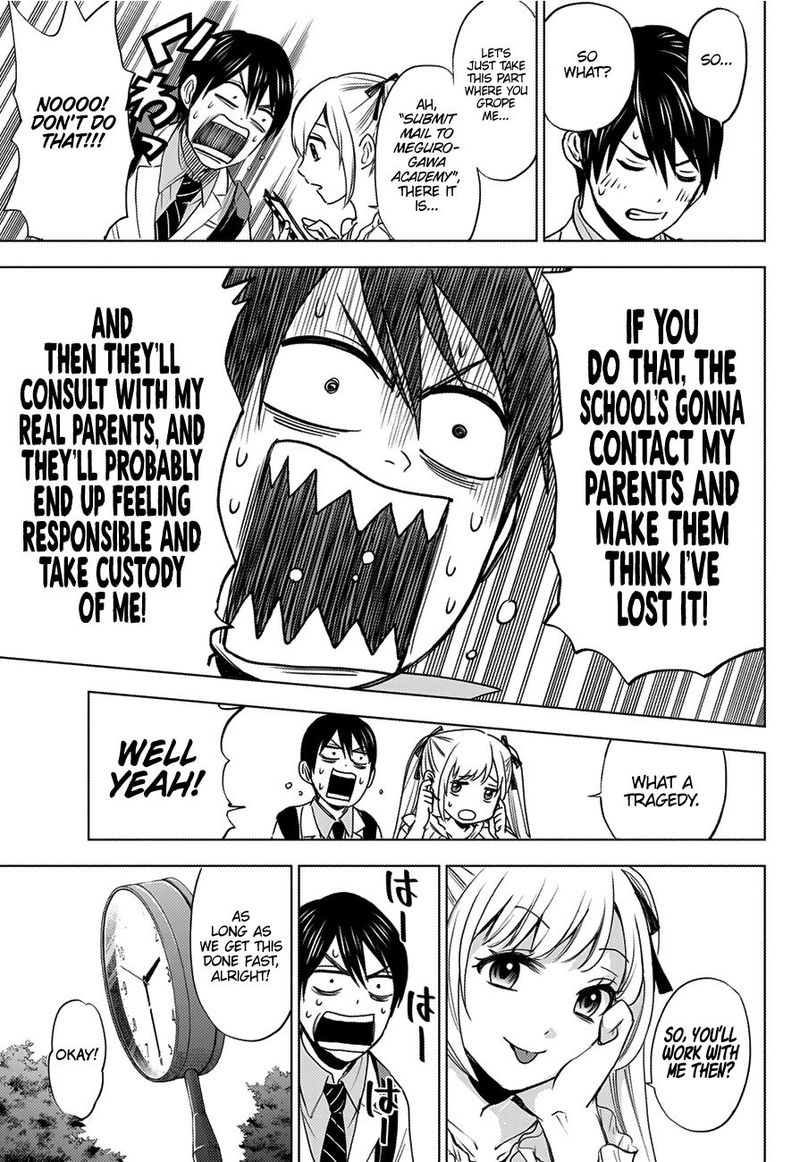 SO...
SO
WHAT?
LET'S
JUST TAKE
THIS PART
WHERE YOU
GROPE
ME...
AH,
"SUBMIT
MAIL TO
MEGURO-
GAWA
ACADEMY",
THERE IT
IS...
くわっ
NOOOO!
DON'T DO
THAT!!!
IF YOU
DO THAT, THE
SCHOOL'S GONNA
CONTACT MY
PARENTS AND
MAKE THEM
THINK I'VE
LOST IT!
AND
THEN THEY'LL
CONSULT WITH MY
REAL PARENTS, AND
THEY'LL PROBABLY
END UP FEELING
RESPONSIBLE AND
TAKE CUSTODY
OF ME!
WHAT A
TRAGEDY.
WELL
YEAH!
SO, YOU'LL
WORK WITH
ME THEN?
はー
はー
はー
AS
LONG AS
WE GET THIS
DONE FAST,
ALRIGHT!
OKAY!